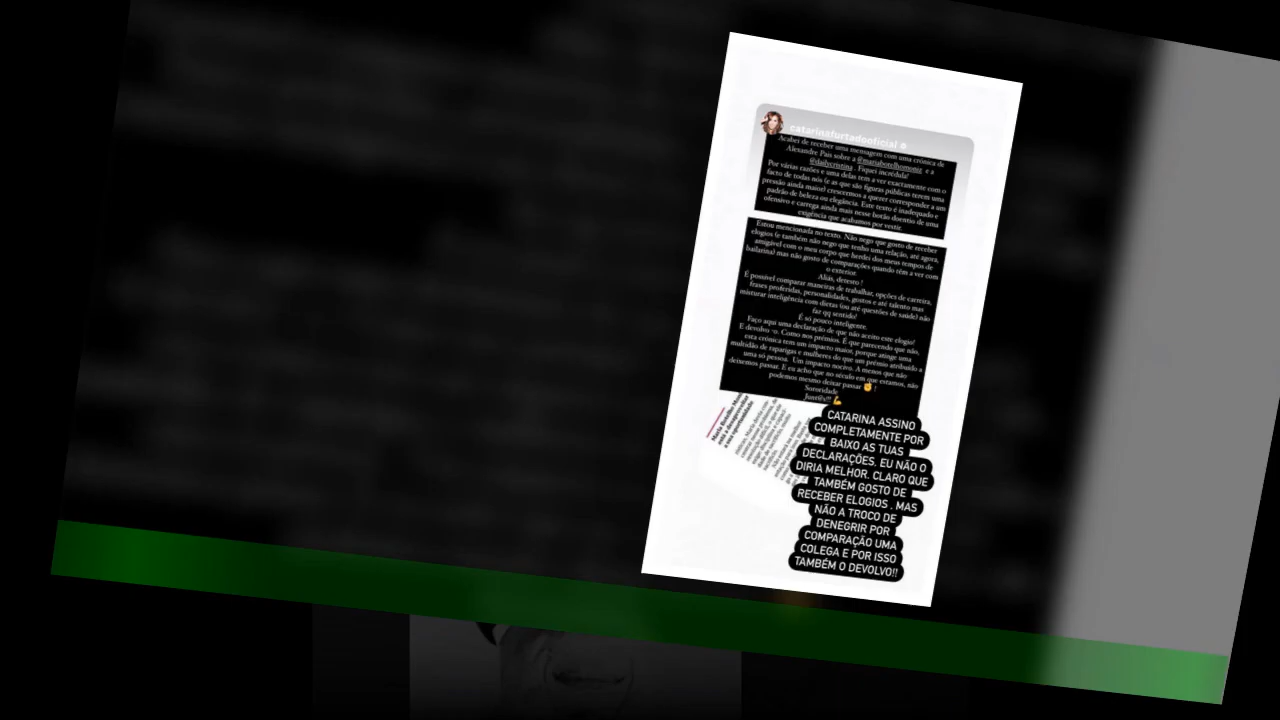 catarinafurtadooficial
Acabei de receber uma mensagem com uma crónica de
Alexandre Pais sobre a @mariabotelhomoniz e a
@dailycristina . Fiquei incrédula!
Por várias razões e uma delas tem a ver exactamente com o
facto de todas nós (e as que são figuras públicas terem uma
pressão ainda maior) crescermos a querer corresponder a um
padrão de beleza ou elegância. Este texto é inadequado e
ofensivo e carrega ainda mais nesse botão doentio de uma
exigência que acabamos por vestir.
Estou mencionada no texto. Não nego que gosto de receber
elogios (e também não nego que tenho uma relação, até agora,
amigável com o meu corpo que herdei dos meus tempos de
bailarina) mas não gosto de comparações quando têm a ver com
o exterior.
Aliás, detesto !
É possível comparar maneiras de trabalhar, opções de carreira,
frases proferidas, personalidades, gostos e até talento mas
misturar inteligência com dietas (ou até questões de saúde) não
faz qq sentido!
É só pouco inteligente.
Faço aqui uma declaração de que não aceito este elogio!
E devolvo -o. Como nos prémios. É que parecendo que não,
esta crónica tem um impacto maior, porque atinge uma
multidão de raparigas e mulheres do que um prémio atribuído a
uma só pessoa. Um impacto nocivo. A menos que não
deixemos passar. E eu acho que no século em que estamos, não
podemos mesmo deixar passar ✊ !
Sororidade
Junt@s!!! 💪
Maria Botelho Moniz
está a desaproveitar
a sua oportunidade
CATARINA ASSINO
COMPLETAMENTE POR
BAIXO AS TUAS
DECLARAÇÕES. EU NÃO O
DIRIA MELHOR. CLARO QUE
TAMBÉM GOSTO DE
RECEBER ELOGIOS . MAS
NÃO A TROCO DE
DENEGRIR POR
COMPARAÇÃO UMA
COLEGA E POR ISSO
TAMBÉM O DEVOLVO!!